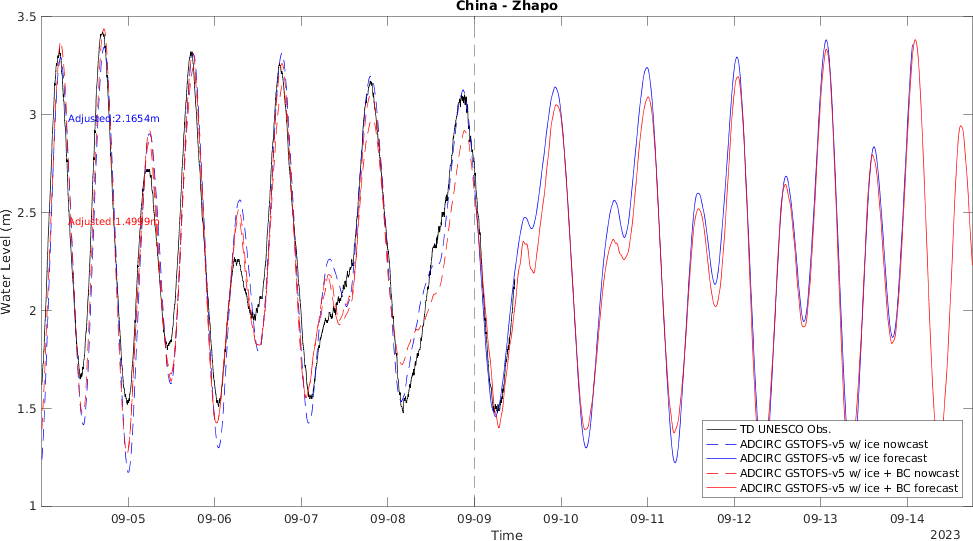 China - Zhapo
3.5
3
2.5
2
1.5
1
Water Level (m)
Adjusted:2.1654m
Adjusted:1.4999m
TD UNESCO Obs.
ADCIRC GSTOFS-v5 w/ ice nowcast
ADCIRC GSTOFS-v5 w/ ice forecast
ADCIRC GSTOFS-v5 w/ ice + BC nowcast
ADCIRC GSTOFS-v5 w/ ice + BC forecast
09-05 09-06 09-07 09-08 09-09 09-10 09-11 09-12 09-13 09-14
Time
2023